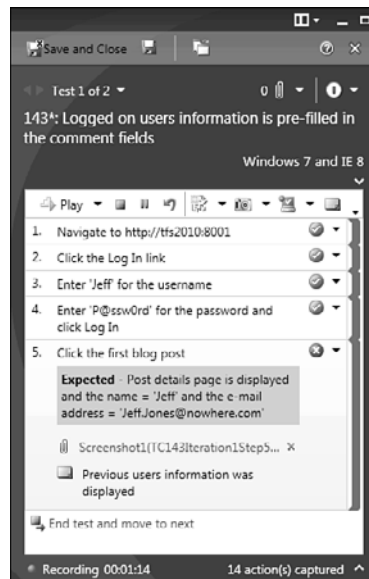 Save and Close
Test 1 of 2
0
143*: Logged on users information is pre-filled in
the comment fields
Windows 7 and IE 8
Play
1. Navigate to http://tfs2010:8001
2. Click the Log In link
3. Enter 'Jeff' for the username
4. Enter 'P@ssw0rd' for the password and
click Log In
5. Click the first blog post
Expected - Post details page is displayed
and the name = 'Jeff' and the e-mail
address = 'Jeff.Jones@nowhere.com'
Screenshot1(TC143Iteration1Step5...
Previous users information was
displayed
End test and move to next
Recording 00:01:14 14 action(s) captured